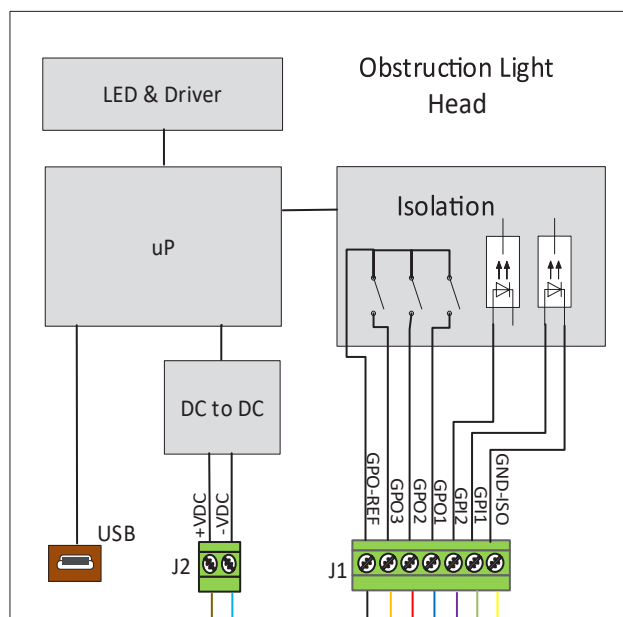 Obstruction Light
Head
LED & Driver
Isolation
uP
DC to DC
+VDC
-VDC
GPO-REF
GPO3
GPO2
GPO1
GPI2
GPI1
GND-ISO
USB
J2
J1